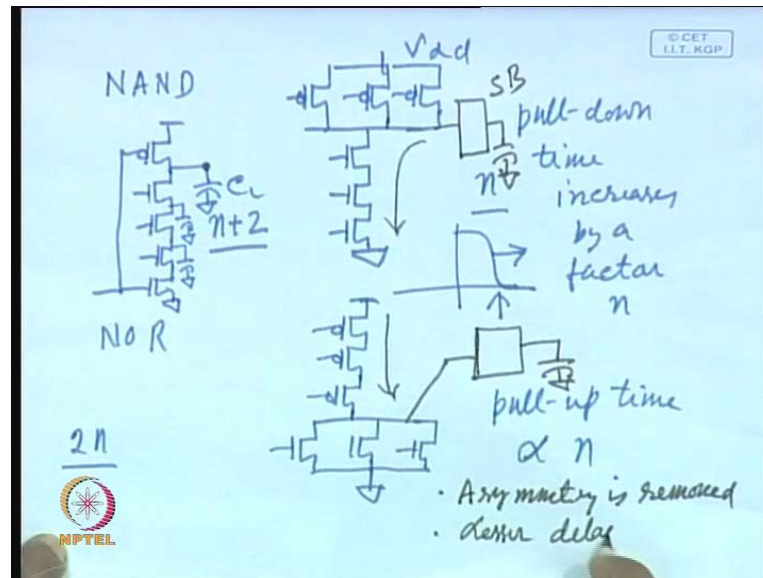 © CET
I.I.T. KGP
NAND
Vdd
SB
pull-down
time
increases
by a
factor
n
n
CL
n+2
NOR
pull-up time
∝ n
2n
· Asymmetry is removed
· Lesser delay
NPTEL